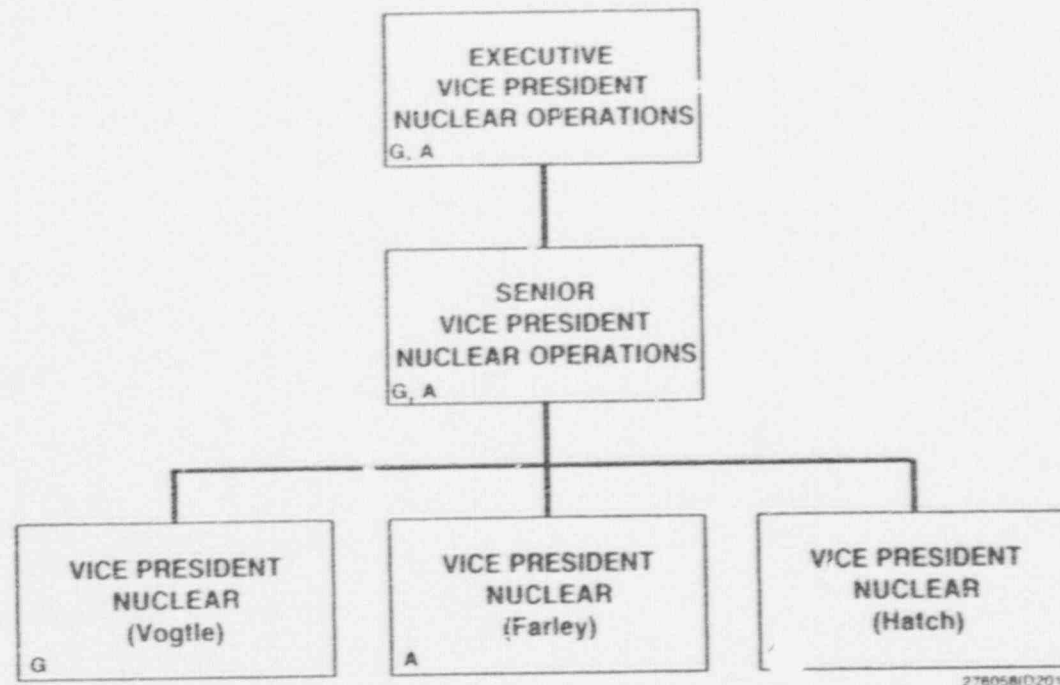 EXECUTIVE
VICE PRESIDENT
NUCLEAR OPERATIONS
G, A
SENIOR
VICE PRESIDENT
NUCLEAR OPERATIONS
G, A
VICE PRESIDENT
NUCLEAR
(Vogtle)
G
VICE PRESIDENT
NUCLEAR
(Farley)
A
VICE PRESIDENT
NUCLEAR
(Hatch)